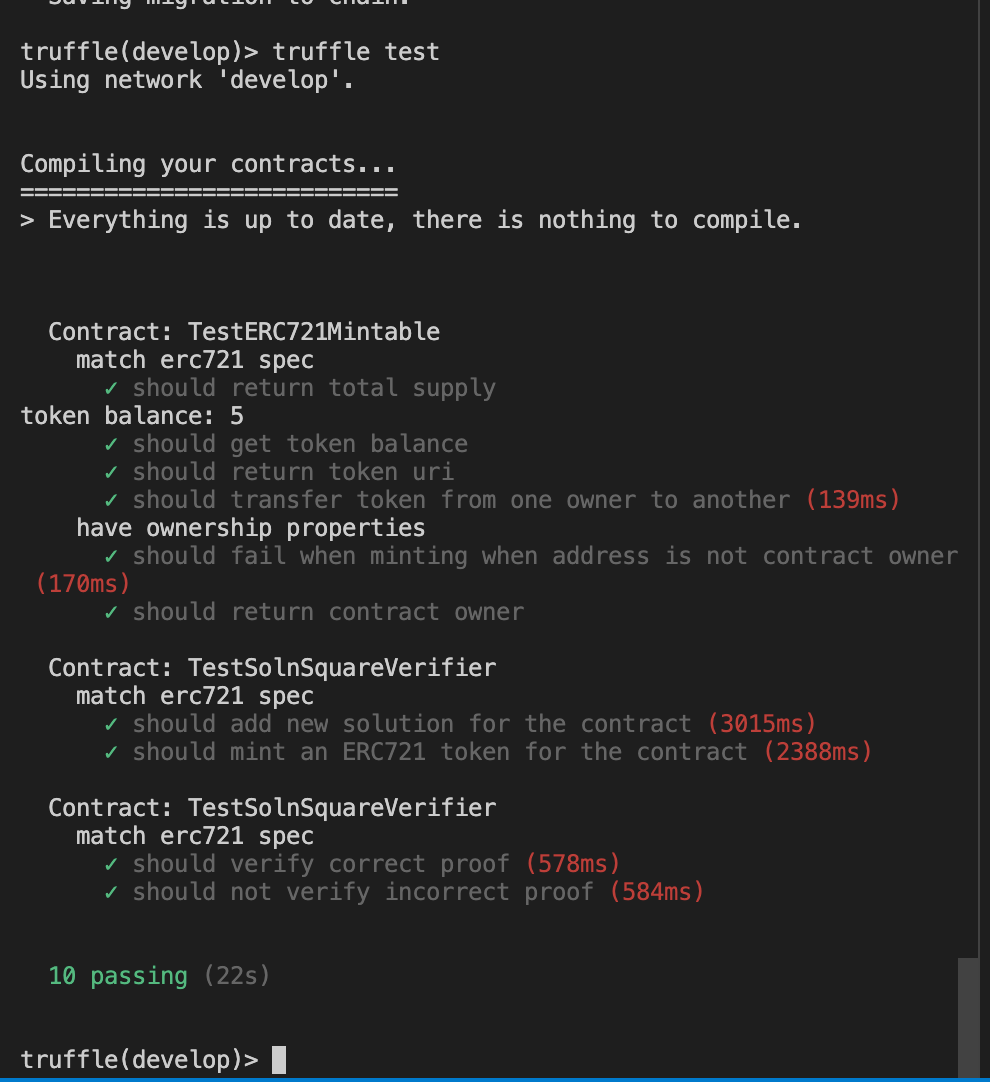 Saving migration to chain.
truffle(develop)> truffle test
Using network 'develop'.
Compiling your contracts...
===========================
> Everything is up to date, there is nothing to compile.
Contract: TestERC721Mintable
match erc721 spec
✓ should return total supply
token balance: 5
✓ should get token balance
✓ should return token uri
✓ should transfer token from one owner to another (139ms)
have ownership properties
✓ should fail when minting when address is not contract owner
(170ms)
✓ should return contract owner
Contract: TestSolnSquareVerifier
match erc721 spec
✓ should add new solution for the contract (3015ms)
✓ should mint an ERC721 token for the contract (2388ms)
Contract: TestSolnSquareVerifier
match erc721 spec
✓ should verify correct proof (578ms)
✓ should not verify incorrect proof (584ms)
10 passing (22s)
truffle(develop)>